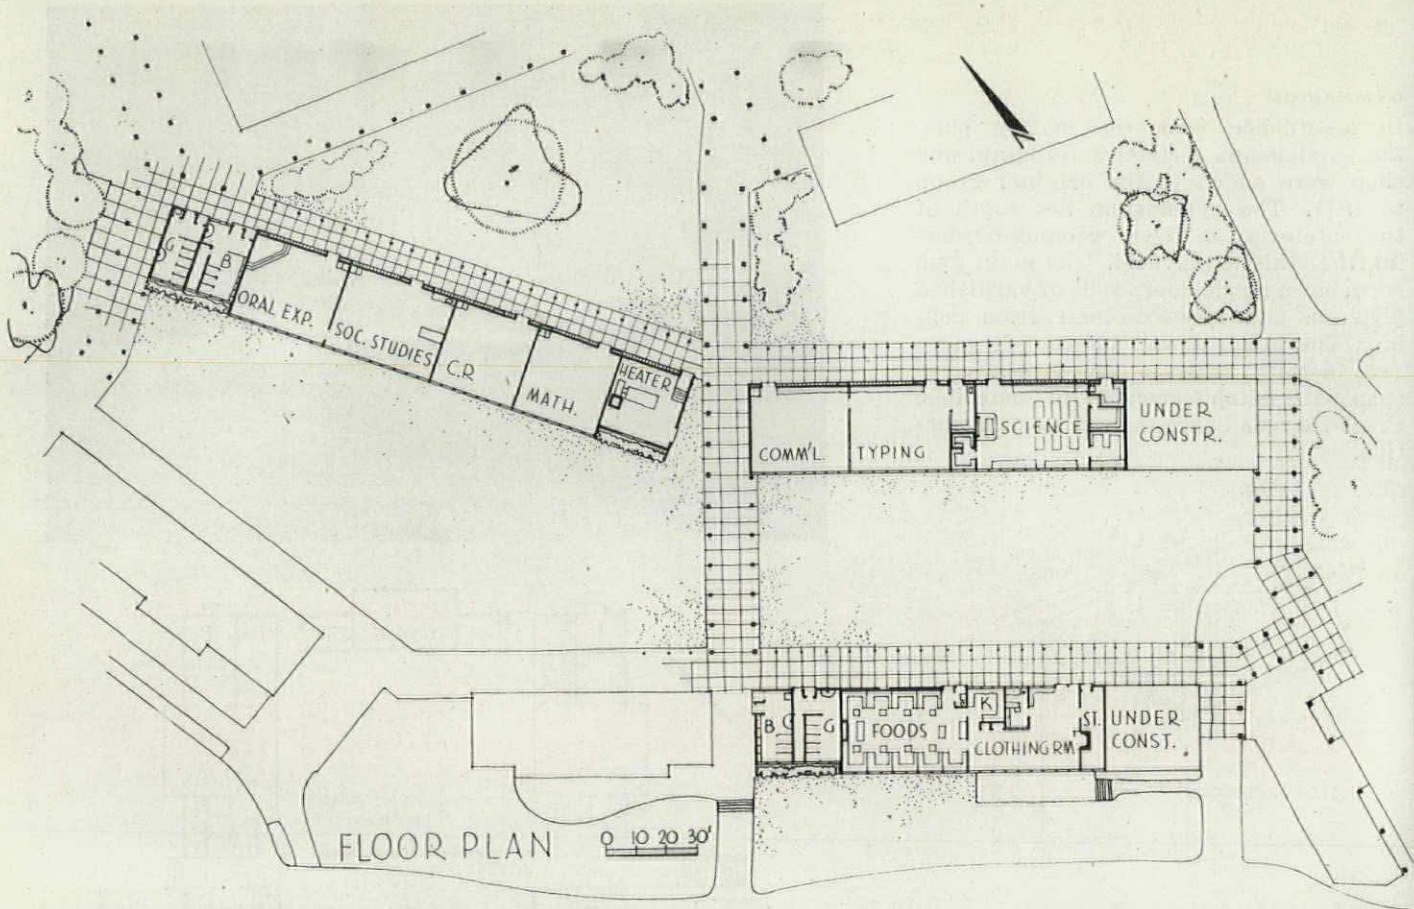 G
B
ORAL EXP.
SOC. STUDIES
C.R
MATH.
HEATER
COMM'L
TYPING
SCIENCE
UNDER
CONSTR.
B
G
FOODS
K
CLOTHING RM
ST.
UNDER
CONST.
FLOOR PLAN
0 10 20 30'